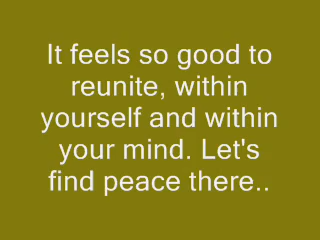 It feels so good to
reunite, within
yourself and within
your mind. Let's
find peace there..